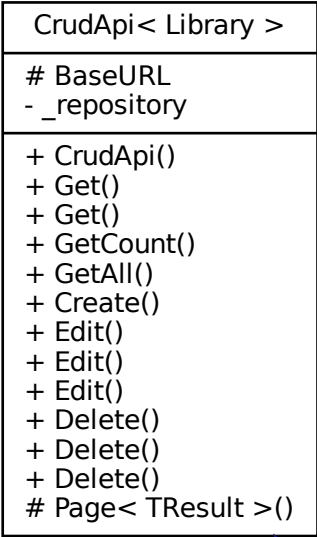 CrudApi< Library >
# BaseURL
- _repository
+ CrudApi()
+ Get()
+ Get()
+ GetCount()
+ GetAll()
+ Create()
+ Edit()
+ Edit()
+ Edit()
+ Delete()
+ Delete()
+ Delete()
# Page< TResult >()